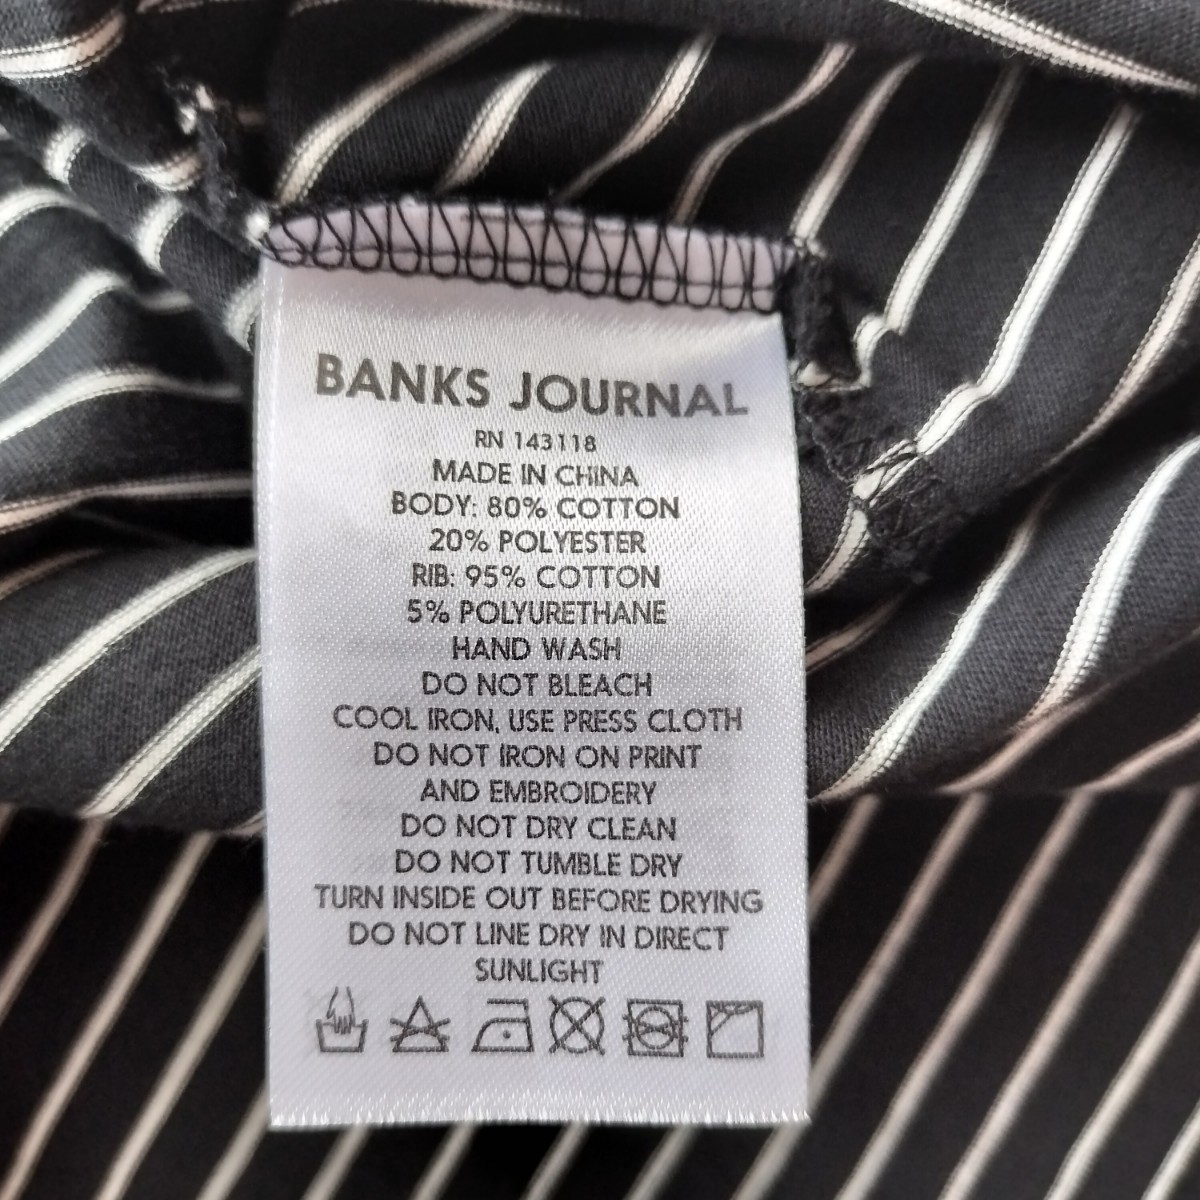 BANKS JOURNAL
RN 143118
MADE IN CHINA
BODY: 80% COTTON
20% POLYESTER
RIB: 95% COTTON
5% POLYURETHANE
HAND WASH
DO NOT BLEACH
COOL IRON, USE PRESS CLOTH
DO NOT IRON ON PRINT
AND EMBROIDERY
DO NOT DRY CLEAN
DO NOT TUMBLE DRY
TURN INSIDE OUT BEFORE DRYING
DO NOT LINE DRY IN DIRECT
SUNLIGHT